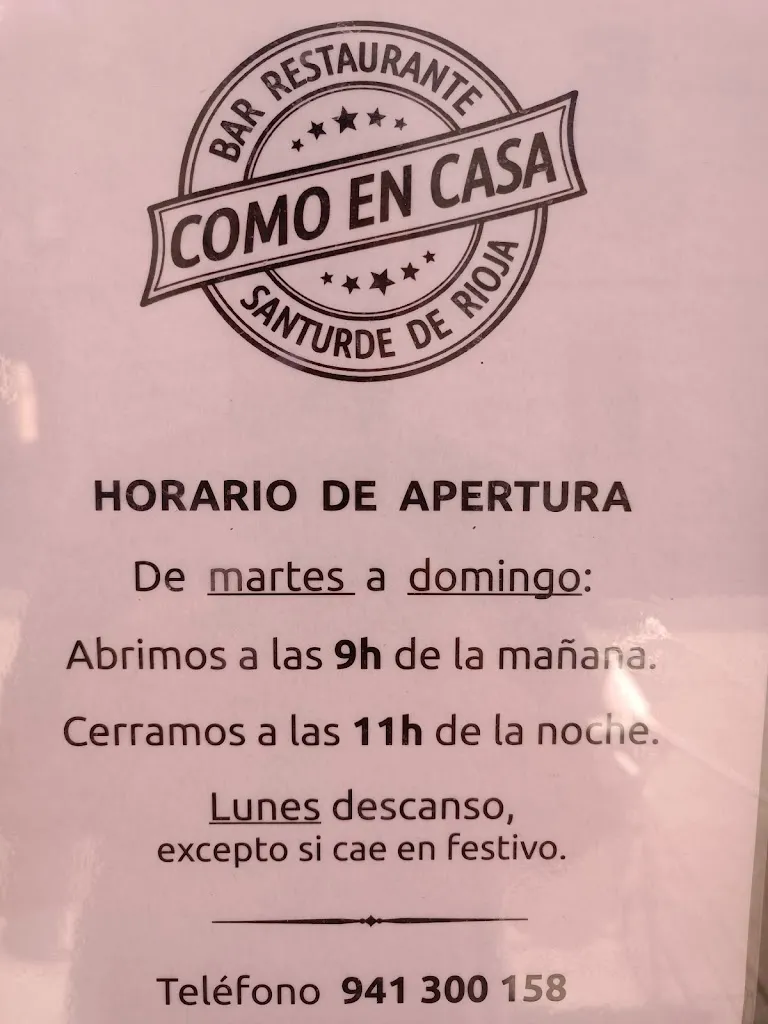 BAR RESTAURANTE
COMO EN CASA
SANTURDE DE RIOJA
HORARIO DE APERTURA
De martes a domingo:
Abrimos a las 9h de la mañana.
Cerramos a las 11h de la noche.
Lunes descanso,
excepto si cae en festivo.
Teléfono 941 300 158